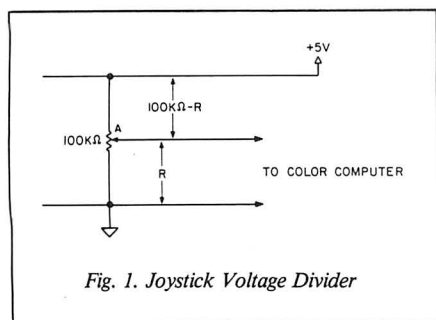 +5V
100KΩ-R
A
100KΩ
R
TO COLOR COMPUTER
Fig. 1. Joystick Voltage Divider